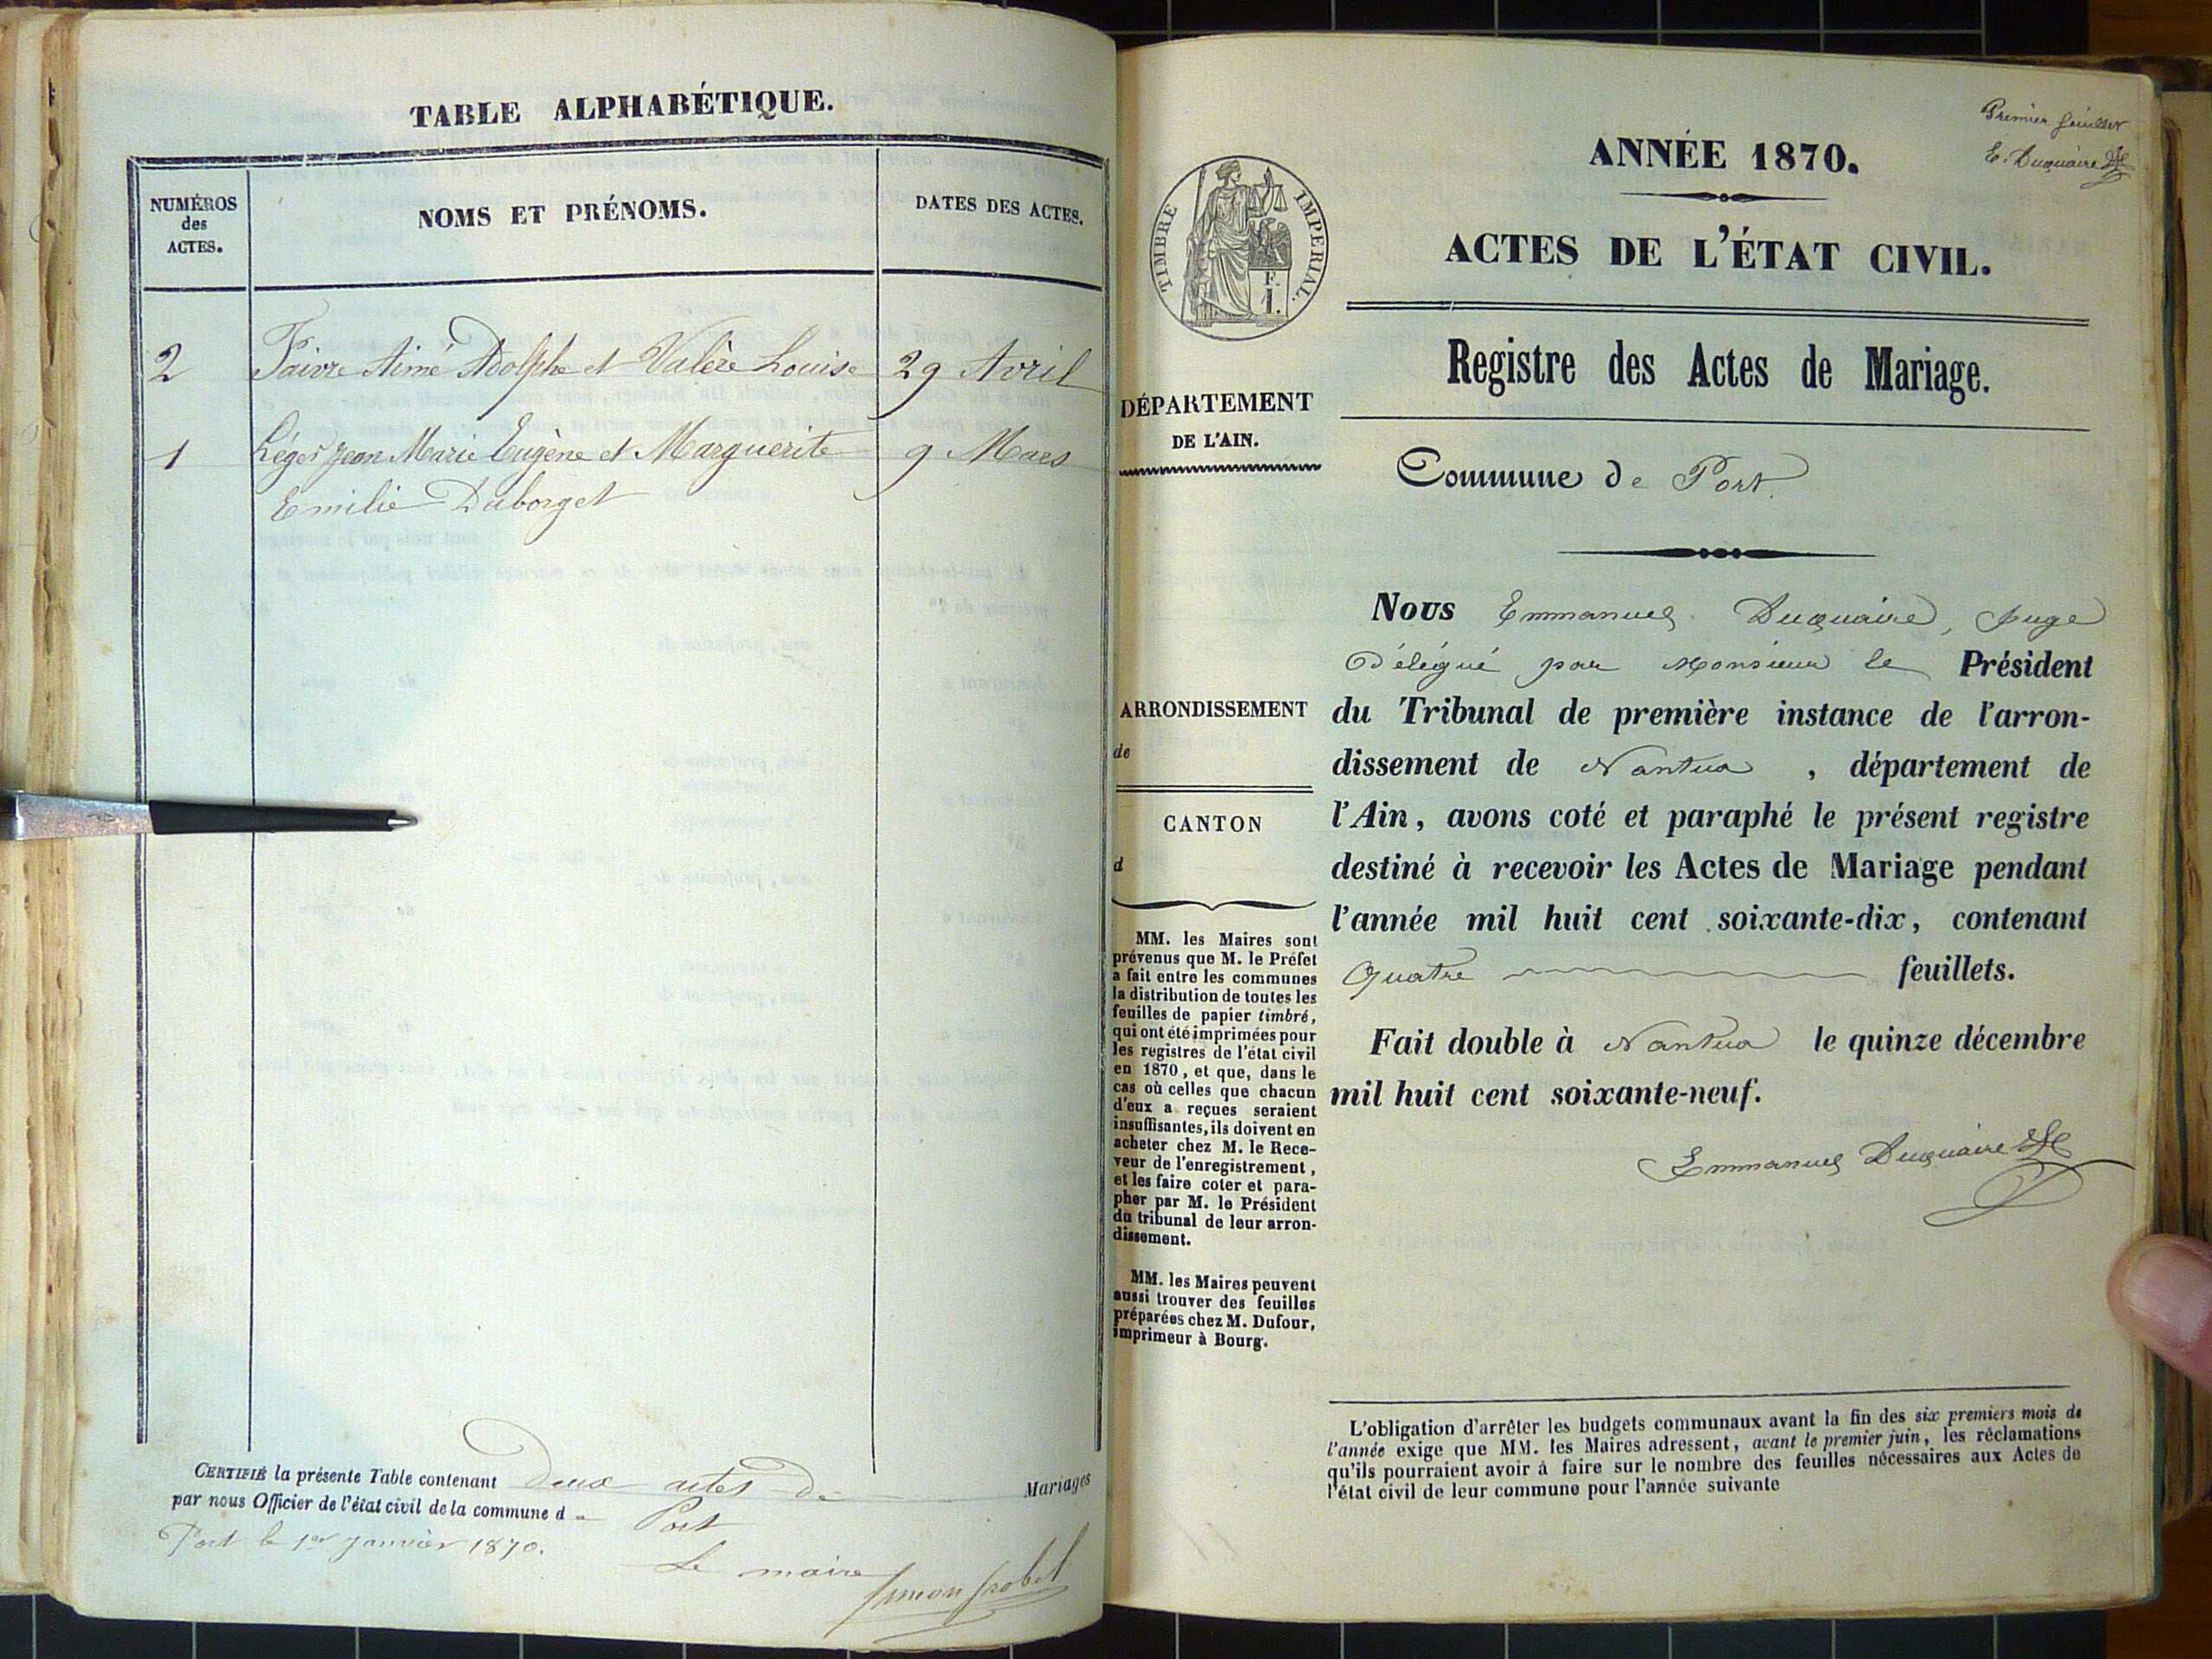 TABLE ALPHABÉTIQUE.
NUMÉROS
des
ACTES.
NOMS ET PRÉNOMS.
DATES DES ACTES.
2 Faivre Aimé Adolphe et Valère Louise 29 Avril
1 Léger Jean Marie Eugène et Marguerite 9 Mars
Emilie Duborget
CERTIFIÉ la présente Table contenant deux actes de Mariages
par nous Officier de l'état civil de la commune d e Port
Port le 1er Janvier 1870.
Le maire
Premier feuillet
E. Duquaire
TIMBRE IMPERIAL.
F.
1.
ANNÉE 1870.
ACTES DE L'ÉTAT CIVIL.
Registre des Actes de Mariage.
Commune de Port.
DÉPARTEMENT
DE L'AIN.
ARRONDISSEMENT
de
CANTON
d
MM. les Maires sont
prévenus que M. le Préfet
a fait entre les communes
la distribution de toutes les
feuilles de papier timbré,
qui ont été imprimées pour
les registres de l'état civil
en 1870, et que, dans le
cas où celles que chacun
d'eux a reçues seraient
insuffisantes, ils doivent en
acheter chez M. le Rece-
veur de l'enregistrement,
et les faire coter et para-
pher par M. le Président
du tribunal de leur arron-
dissement.
MM. les Maires peuvent
aussi trouver des feuilles
préparées chez M. Dufour,
imprimeur à Bourg.
Nous Emmanuel Duquaire, Juge
Délégué par Monsieur le Président
du Tribunal de première instance de l'arron-
dissement de Nantua, département de
l'Ain, avons coté et paraphé le présent registre
destiné à recevoir les Actes de Mariage pendant
l'année mil huit cent soixante-dix, contenant
Quatre feuillets.
Fait double à Nantua le quinze décembre
mil huit cent soixante-neuf.
Emmanuel Duquaire
L'obligation d'arrêter les budgets communaux avant la fin des six premiers mois de
l'année exige que MM. les Maires adressent, avant le premier juin, les réclamations
qu'ils pourraient avoir à faire sur le nombre des feuilles nécessaires aux Actes de
l'état civil de leur commune pour l'année suivante